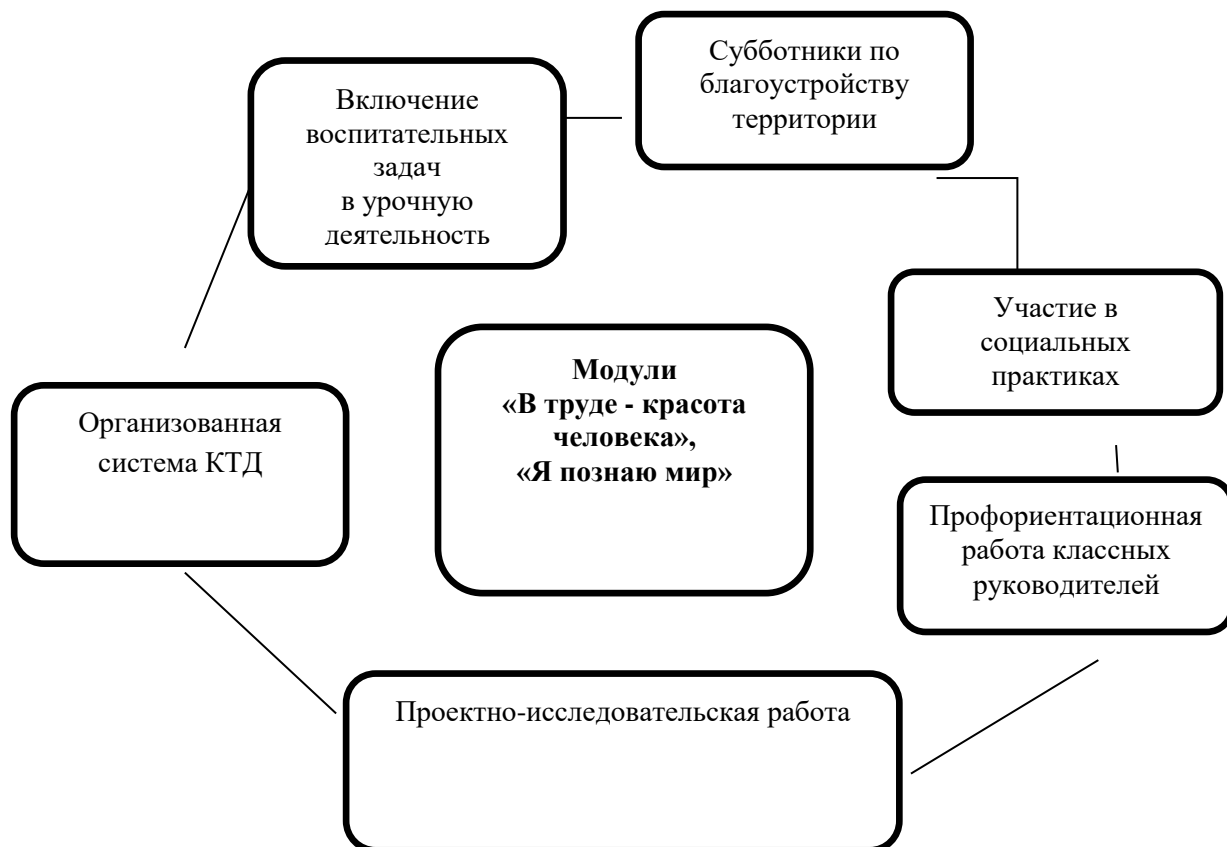 Субботники по
благоустройству
территории
Включение
воспитательных
задач
в урочную
деятельность
Участие в
социальных
практиках
Модули
«В труде - красота
человека»,
«Я познаю мир»
Организованная
система КТД
Профориентационная
работа классных
руководителей
Проектно-исследовательская работа